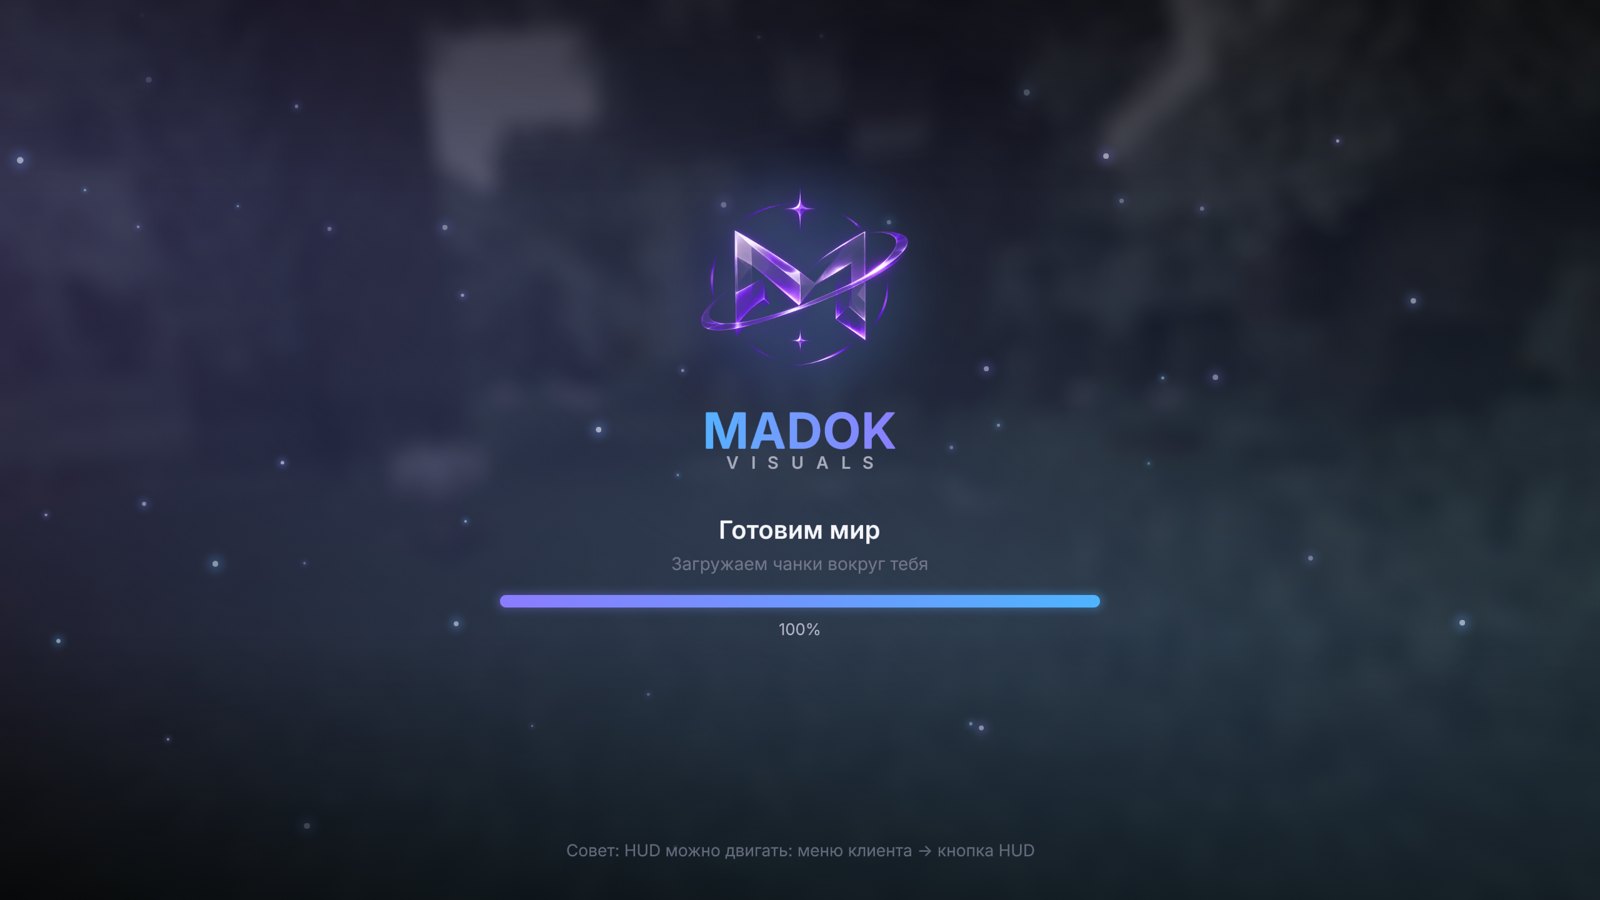 MADOK
VISUALS
Готовим мир
Загружаем чанки вокруг тебя
100%
Совет: HUD можно двигать: меню клиента → кнопка HUD